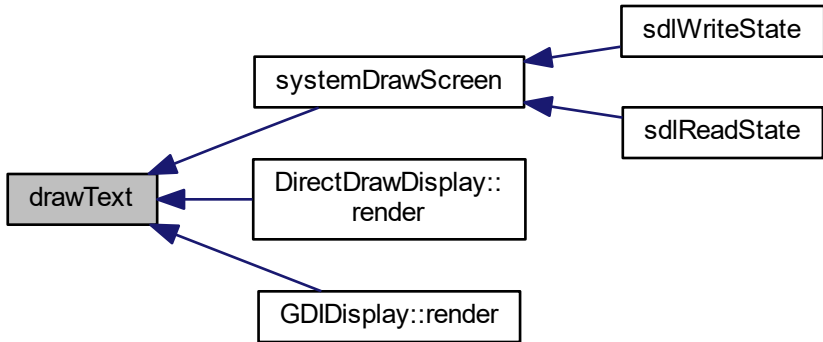 sdlWriteState
systemDrawScreen
sdlReadState
DirectDrawDisplay::
render
drawText
GDIDisplay::render